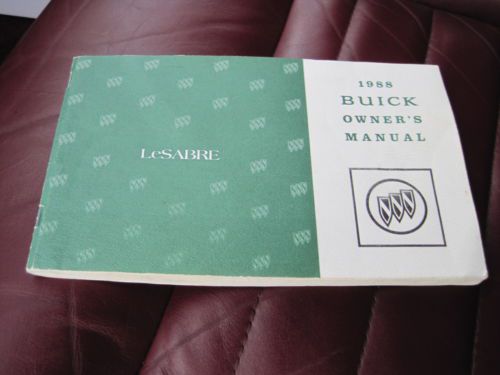 LeSABRE
1988
BUICK
OWNER'S
MANUAL